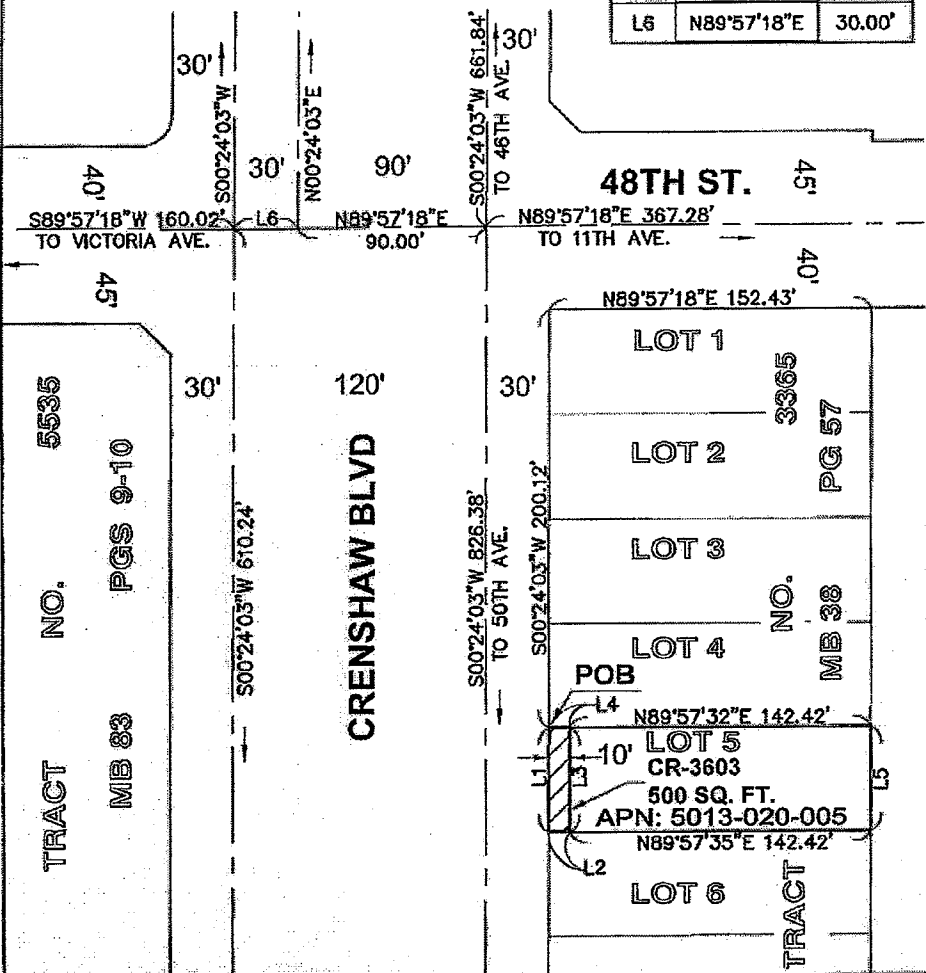 L6 N89°57'18"E 30.00'
30'
S00°24'03"W
N00°24'03"E
30'
90'
S00°24'03"W 661.84'
TO 46TH AVE.
30'
40'
48TH ST.
45'
S89°57'18"W 160.02'
TO VICTORIA AVE.
L6
N89°57'18"E
90.00'
N89°57'18"E 367.28'
TO 11TH AVE.
45'
40'
N89°57'18"E 152.43'
LOT 1
30'
120'
30'
LOT 2
LOT 3
LOT 4
TRACT NO. 5535
MB 83 PGS 9-10
S00°24'03"W 610.24'
CRENSHAW BLVD
S00°24'03"W 826.38'
TO 50TH AVE.
S00°24'03"W 200.12'
TRACT NO. 3365
MB 38 PG 57
POB
L4
N89°57'32"E 142.42'
L1
L3
10'
LOT 5
CR-3603
500 SQ. FT.
APN: 5013-020-005
L5
N89°57'35"E 142.42'
L2
LOT 6